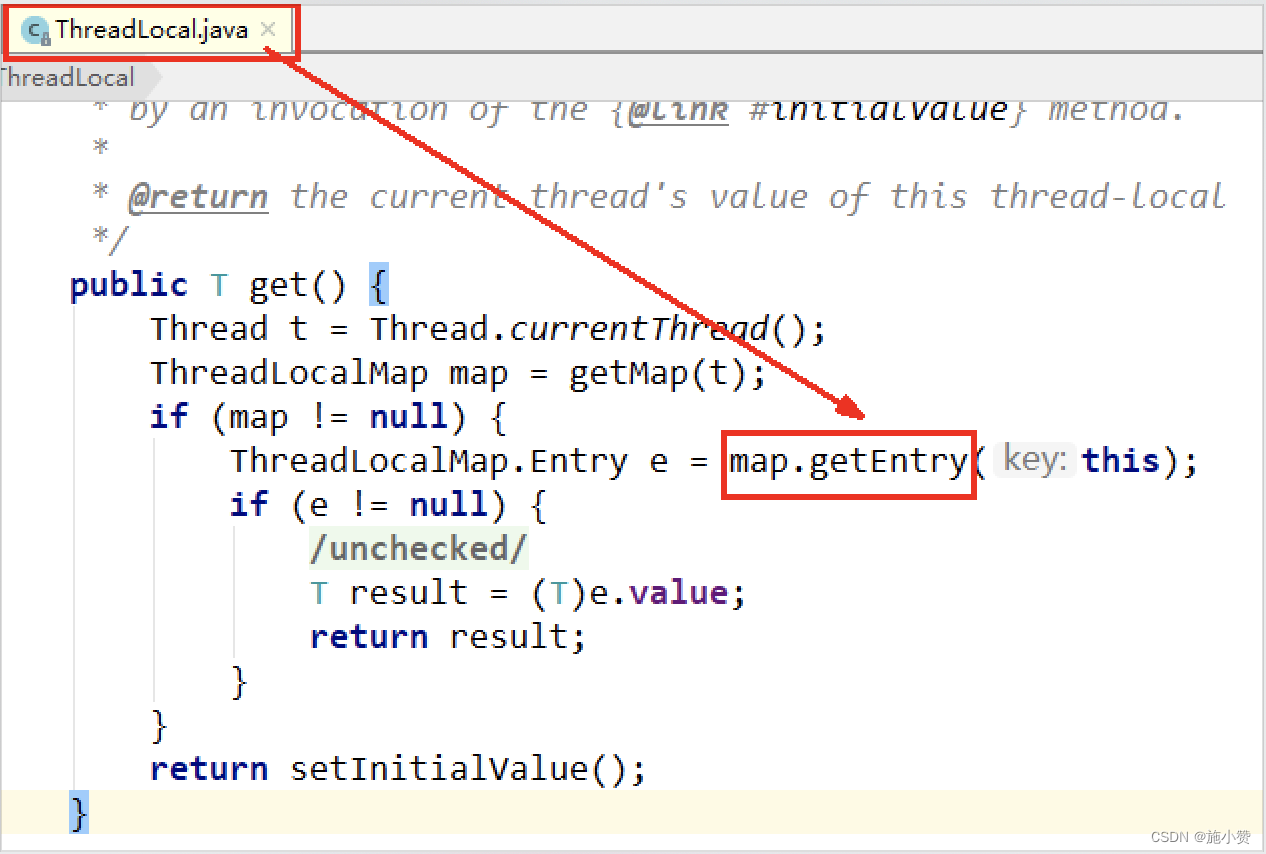 ThreadLocal.java
ThreadLocal
* by an invocation of the {@link #initialValue} method.
*
* @return the current thread's value of this thread-local
*/
public T get() {
Thread t = Thread.currentThread();
ThreadLocalMap map = getMap(t);
if (map != null) {
ThreadLocalMap.Entry e = map.getEntry( key: this);
if (e != null) {
/unchecked/
T result = (T)e.value;
return result;
}
}
return setInitialValue();
}
CSDN @施小赞